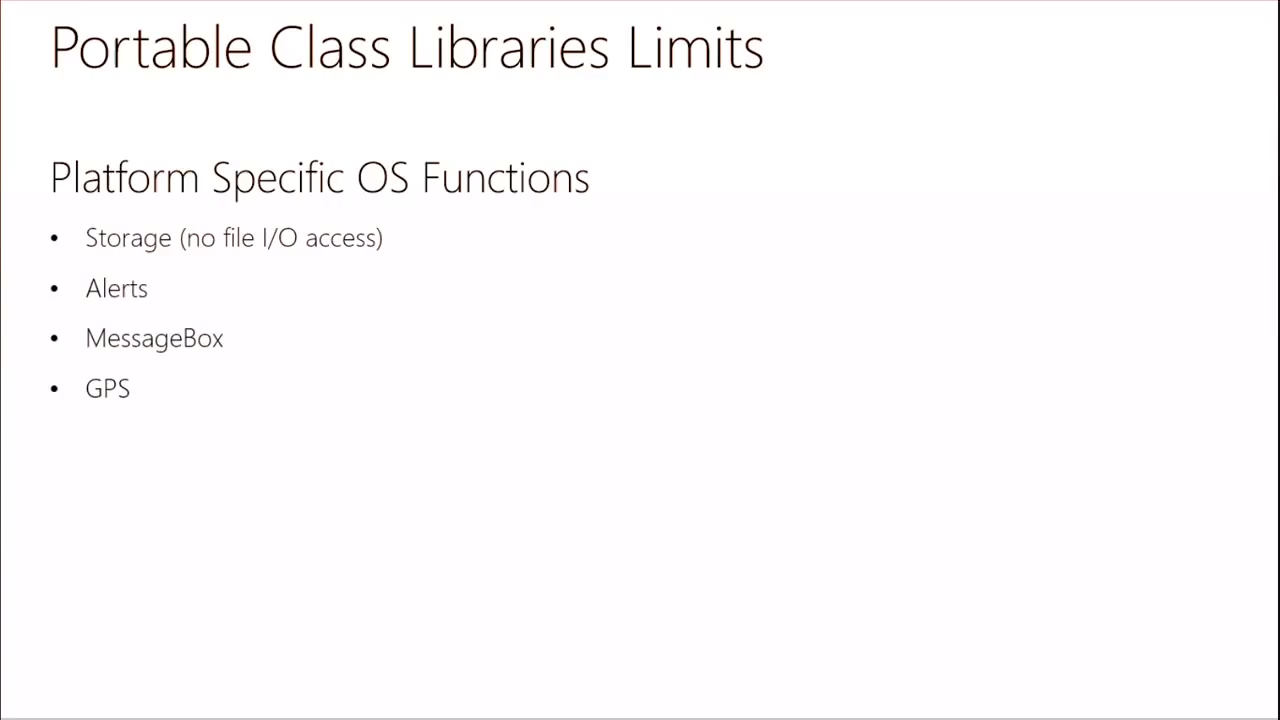 Portable Class Libraries Limits
Platform Specific OS Functions
• Storage (no file I/O access)
• Alerts
• MessageBox
• GPS